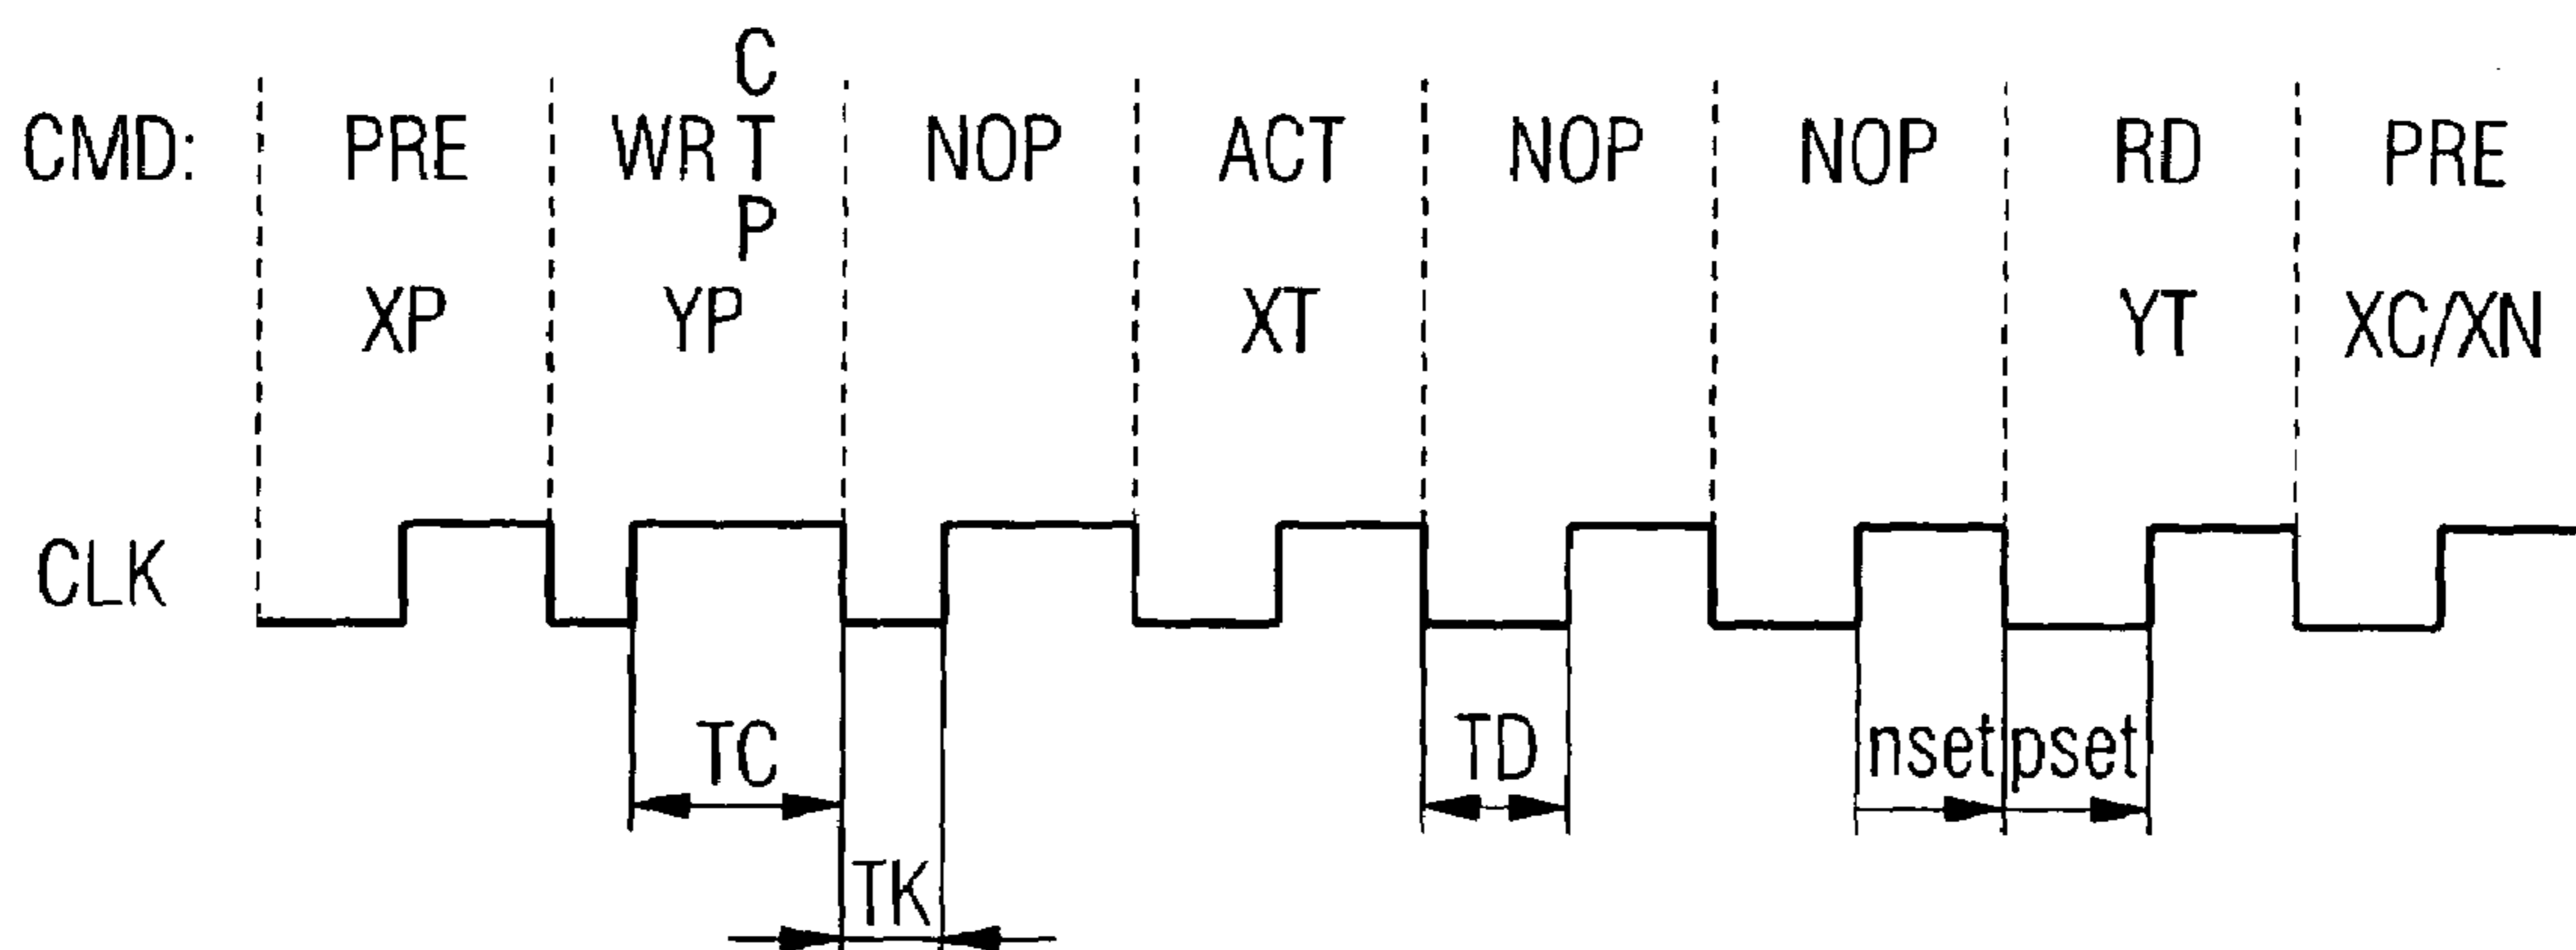 C
CMD: PRE WR T NOP ACT NOP NOP RD PRE
P
XP YP XT YT XC/XN
CLK
TC TD nset pset
TK